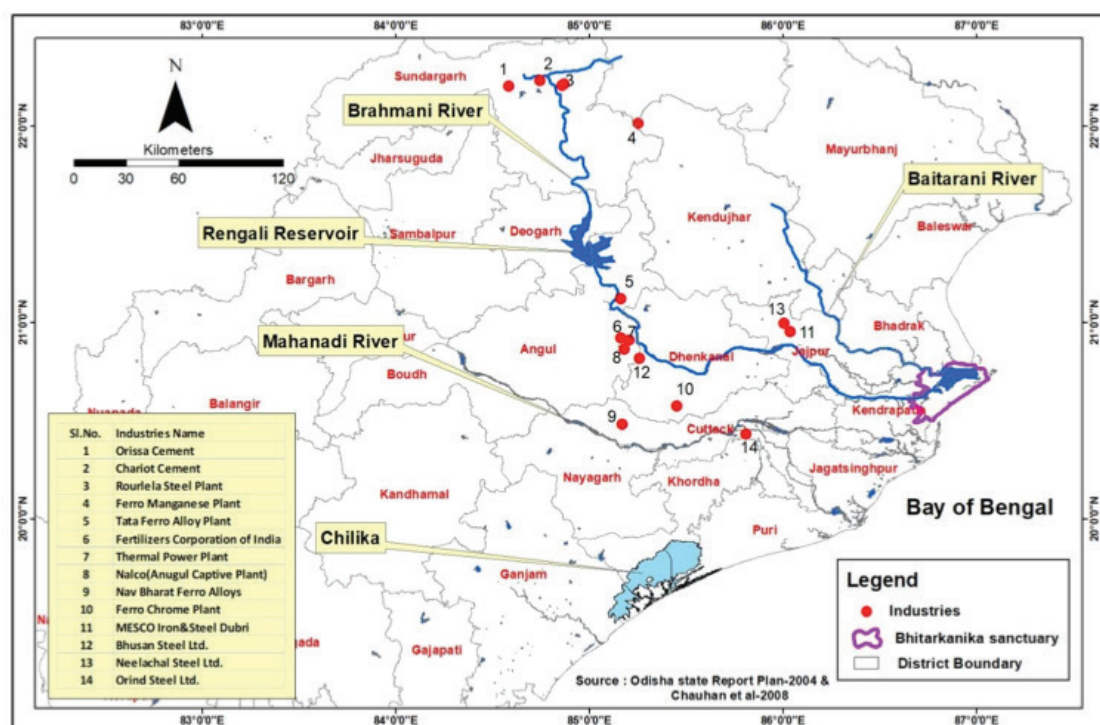 83°0'0"E 84°0'0"E 85°0'0"E 86°0'0"E 87°0'0"E
N
Kilometers
0 30 60 120
22°0'0"N
21°0'0"N
20°0'0"N
22°0'0"N
21°0'0"N
20°0'0"N
Sundargarh
1
2
3
Brahmani River
4
Jharsuguda
Mayurbhanj
Baitarani River
Kendujhar
Rengali Reservoir
Sambalpur
Deogarh
Baleswar
Bargarh
5
13
11
Mahanadi River
ur
6
7
8
12
Angul
Dhenkanal
Jajpur
Bhadrak
Boudh
10
9
Balangir
Kendrapada
Cuttack
14
Jagatsinghpur
Nayagarh
Khordha
Kandhamal
Bay of Bengal
Puri
Chilika
Ganjam
Gajapati
gada
Sl.No. Industries Name
1 Orissa Cement
2 Chariot Cement
3 Rourlela Steel Plant
4 Ferro Manganese Plant
5 Tata Ferro Alloy Plant
6 Fertilizers Corporation of India
7 Thermal Power Plant
8 Nalco(Anugul Captive Plant)
9 Nav Bharat Ferro Alloys
10 Ferro Chrome Plant
11 MESCO Iron&Steel Dubri
12 Bhusan Steel Ltd.
13 Neelachal Steel Ltd.
14 Orind Steel Ltd.
Legend
Industries
Bhitarkanika sanctuary
District Boundary
Source : Odisha state Report Plan-2004 &
Chauhan et al-2008
83°0'0"E 84°0'0"E 85°0'0"E 86°0'0"E 87°0'0"E